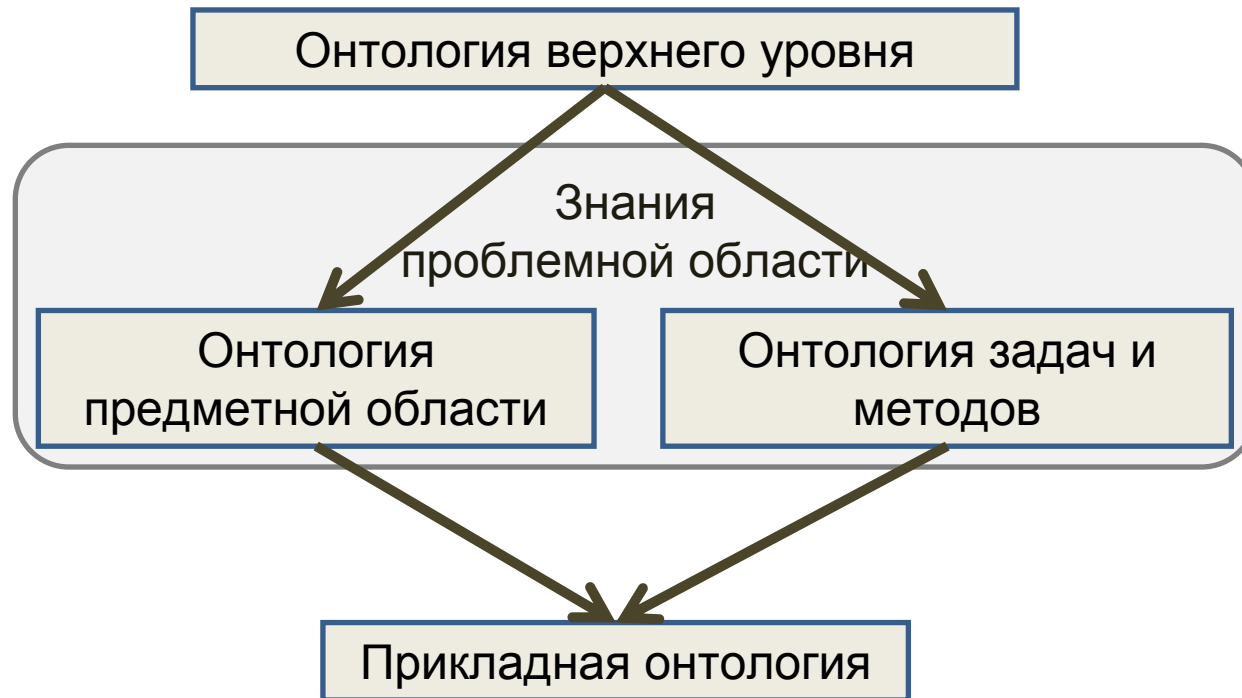 Онтология верхнего уровня
Знания
проблемной области
Онтология
предметной области
Онтология задач и
методов
Прикладная онтология